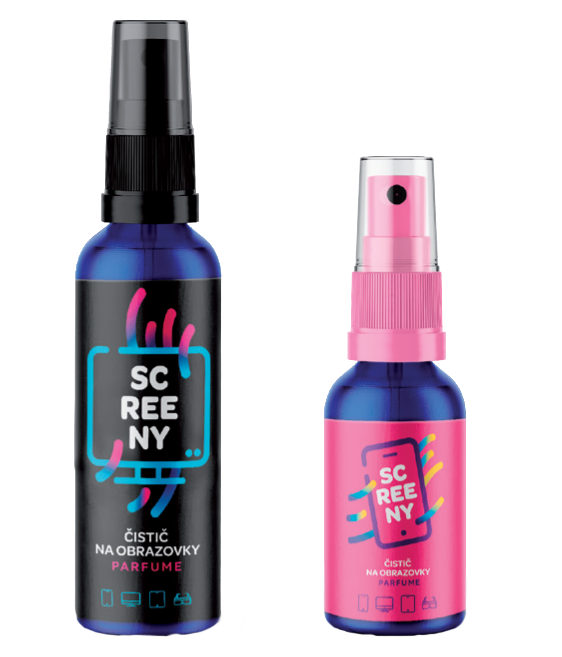 SC
REE
NY
ČISTIČ
NA OBRAZOVKY
PARFUME
SC
REE
NY
ČISTIČ
NA OBRAZOVKY
PARFUME